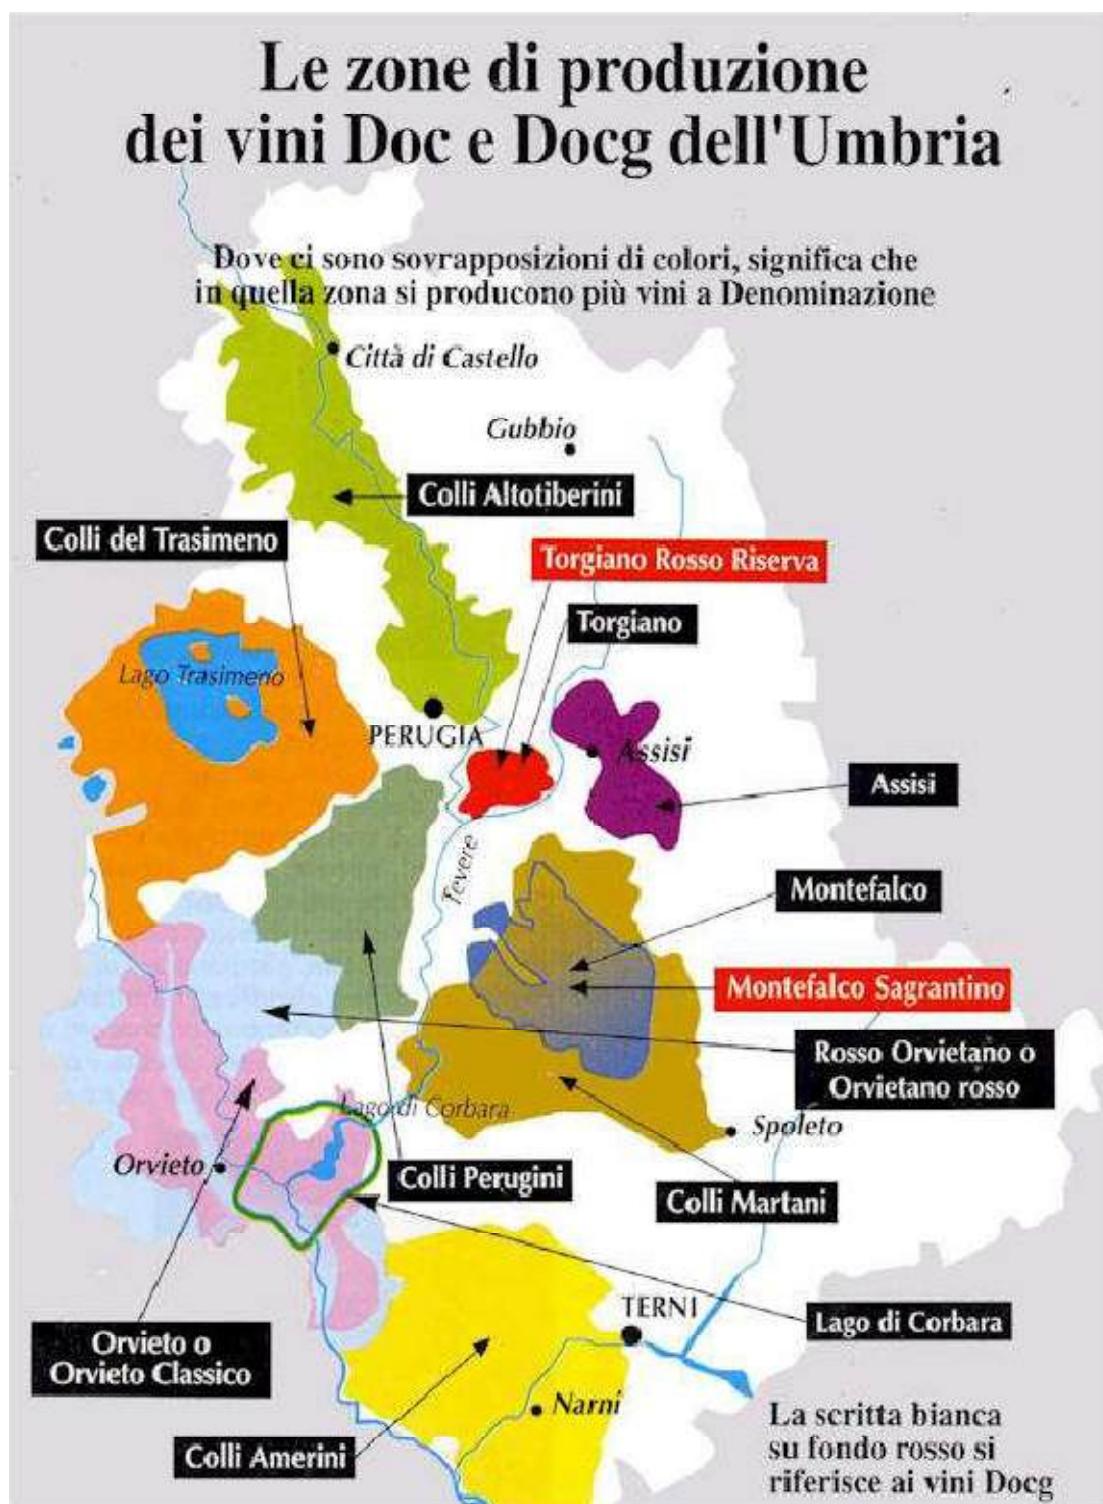 Le zone di produzione
dei vini Doc e Docg dell'Umbria
Dove ci sono sovrapposizioni di colori, significa che
in quella zona si producono più vini a Denominazione
Città di Castello
Gubbio
Colli Altotiberini
Colli del Trasimeno
Torgiano Rosso Riserva
Torgiano
Lago Trasimeno
PERUGIA
Assisi
Assisi
Tevere
Montefalco
Montefalco Sagrantino
Rosso Orvietano o
Orvietano rosso
Lago di Corbara
Spoleto
Orvieto
Colli Perugini
Colli Martani
TERNI
Lago di Corbara
Orvieto o
Orvieto Classico
Narni
Colli Amerini
La scritta bianca
su fondo rosso si
riferisce ai vini Docg